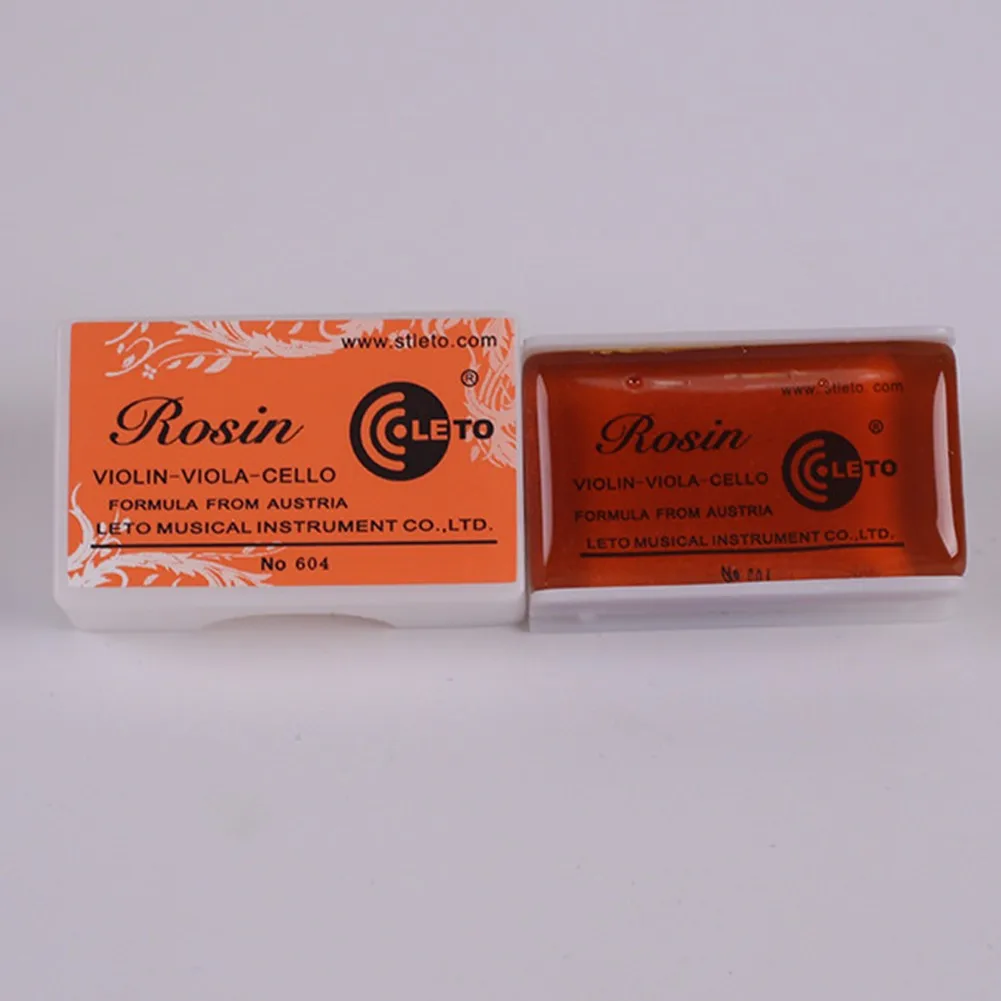 www.stleto.com
®
Rosin
LETO
VIOLIN-VIOLA-CELLO
FORMULA FROM AUSTRIA
LETO MUSICAL INSTRUMENT CO.,LTD.
No 604
www.stleto.com
®
Rosin
LETO
VIOLIN-VIOLA-CELLO
FORMULA FROM AUSTRIA
LETO MUSICAL INSTRUMENT CO.,LTD.
No